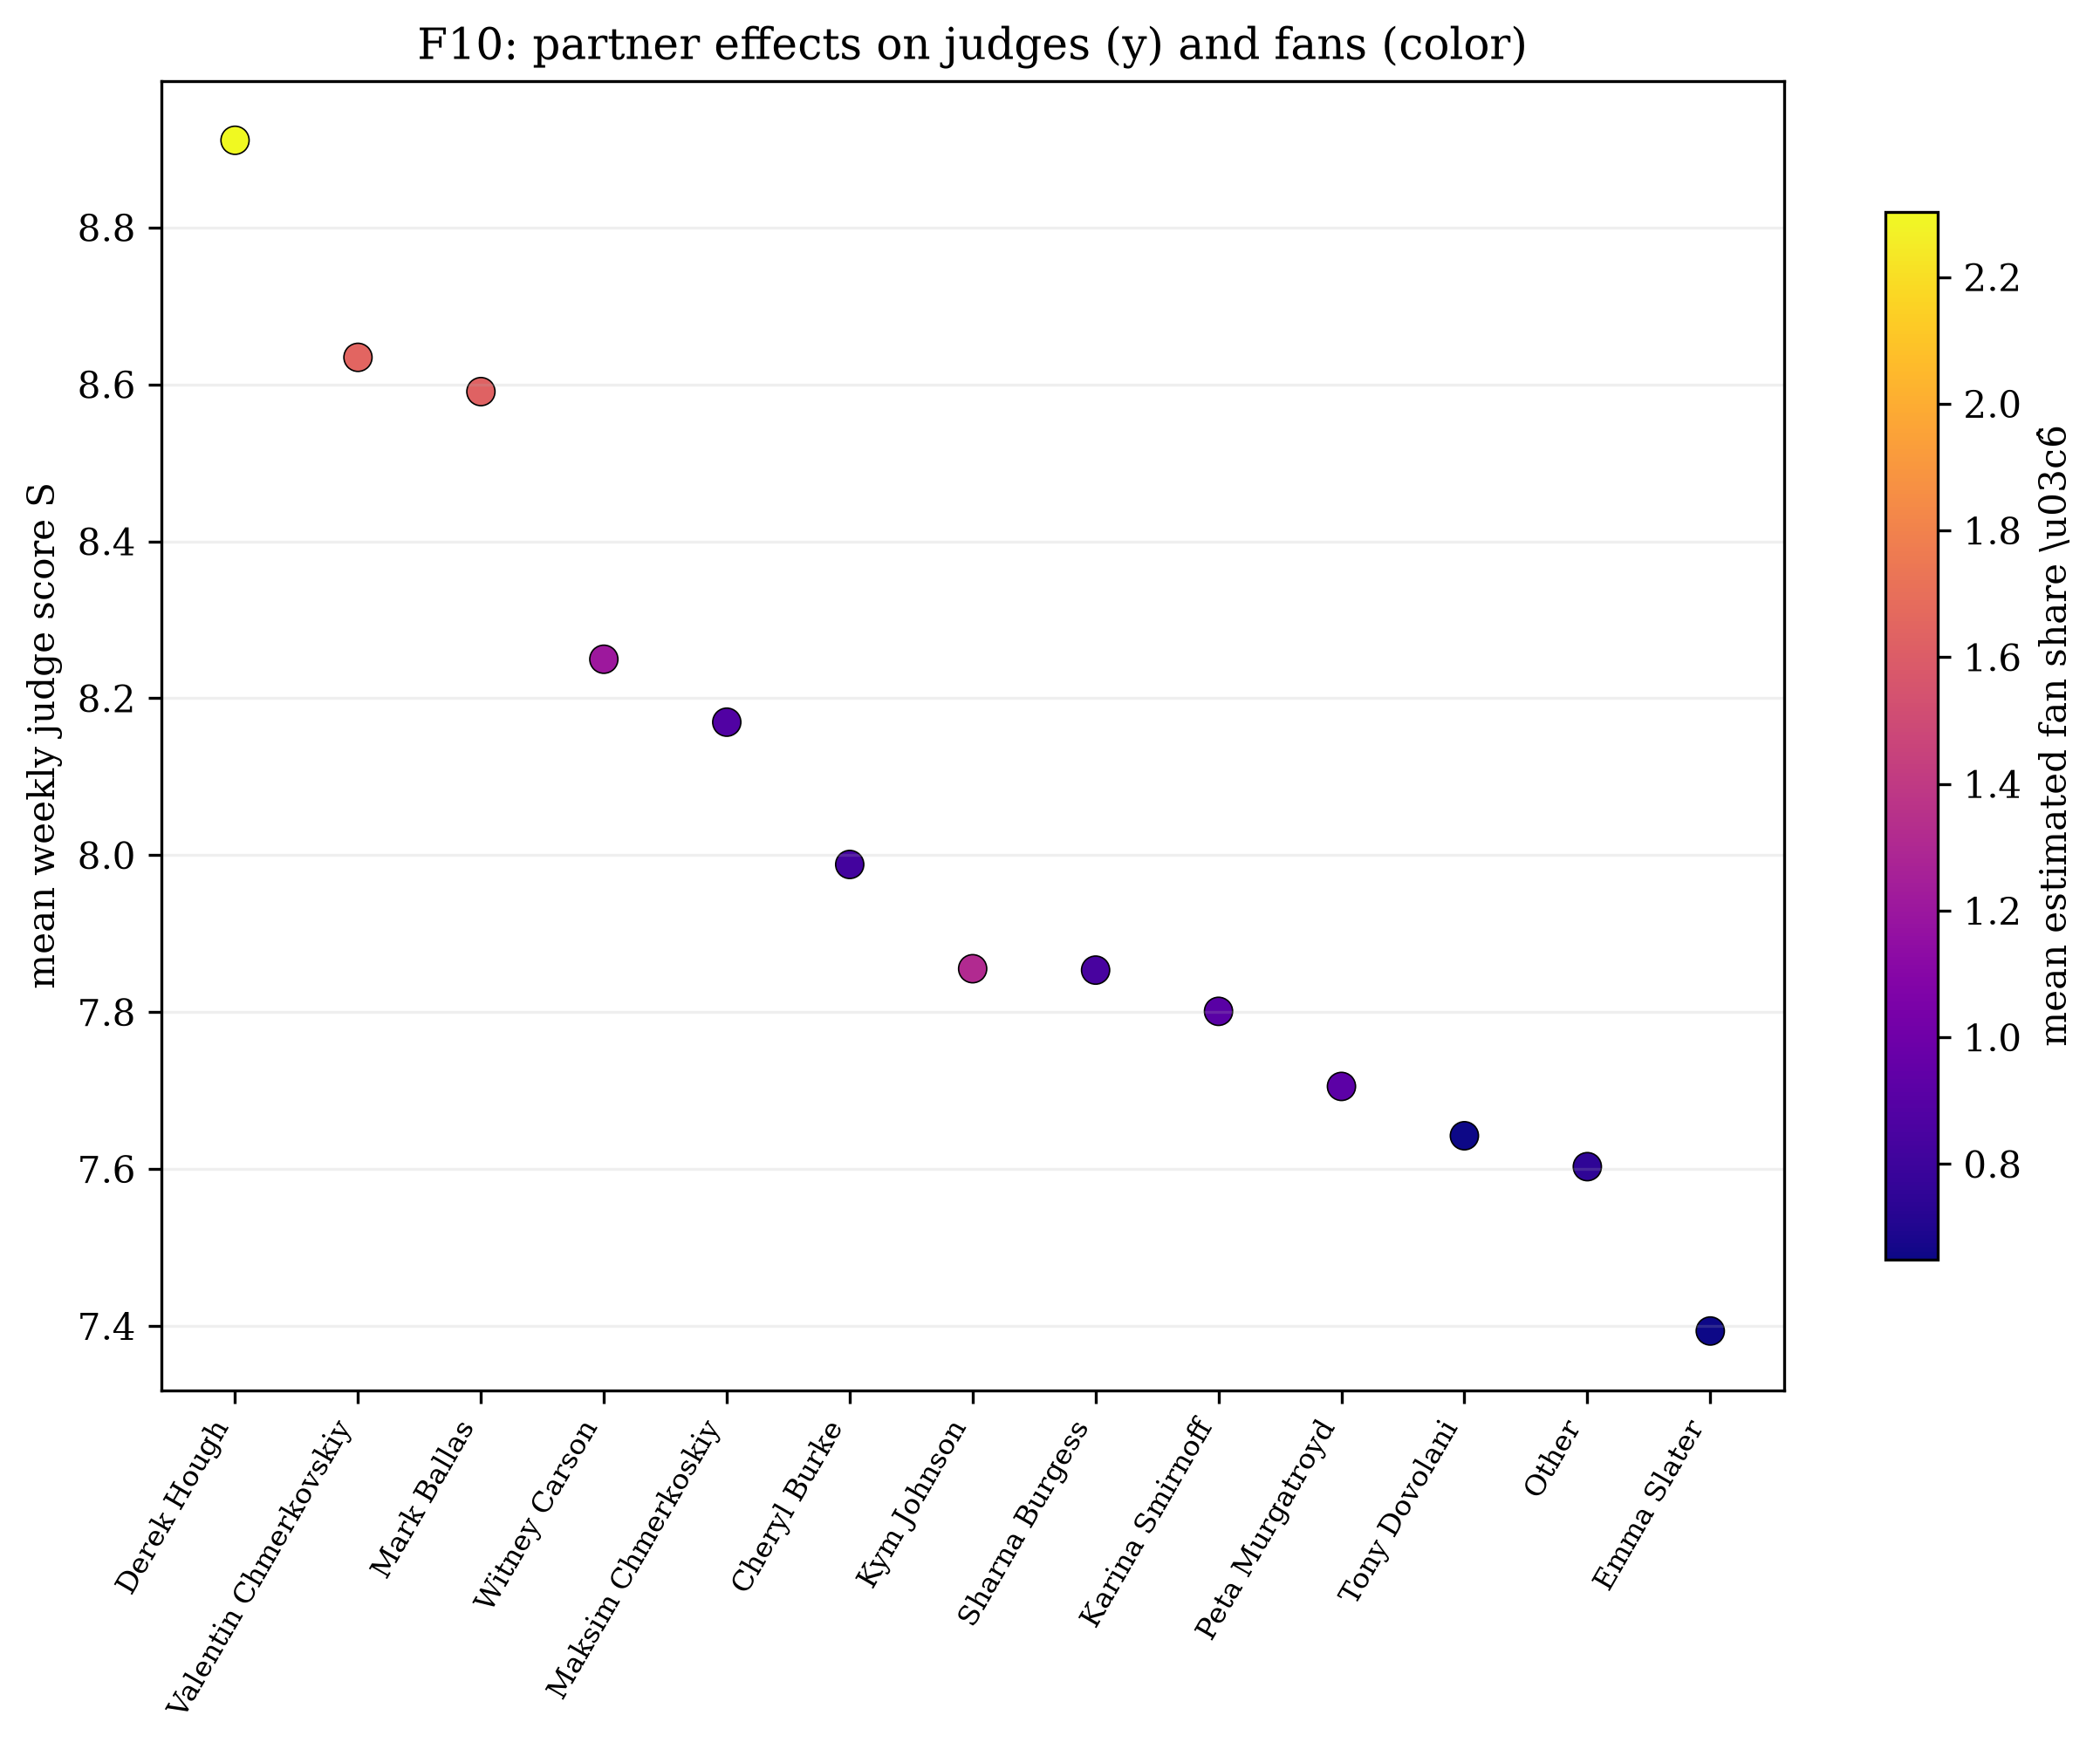 F10: partner effects on judges (y) and fans (color)
mean weekly judge score S
8.8
8.6
8.4
8.2
8.0
7.8
7.6
7.4
Derek Hough
Valentin Chmerkovskiy
Mark Ballas
Witney Carson
Maksim Chmerkoskiy
Cheryl Burke
Kym Johnson
Sharna Burgess
Karina Smirnoff
Peta Murgatroyd
Tony Dovolani
Other
Emma Slater
2.2
2.0
1.8
1.6
1.4
1.2
1.0
0.8
mean estimated fan share \u03c6̂